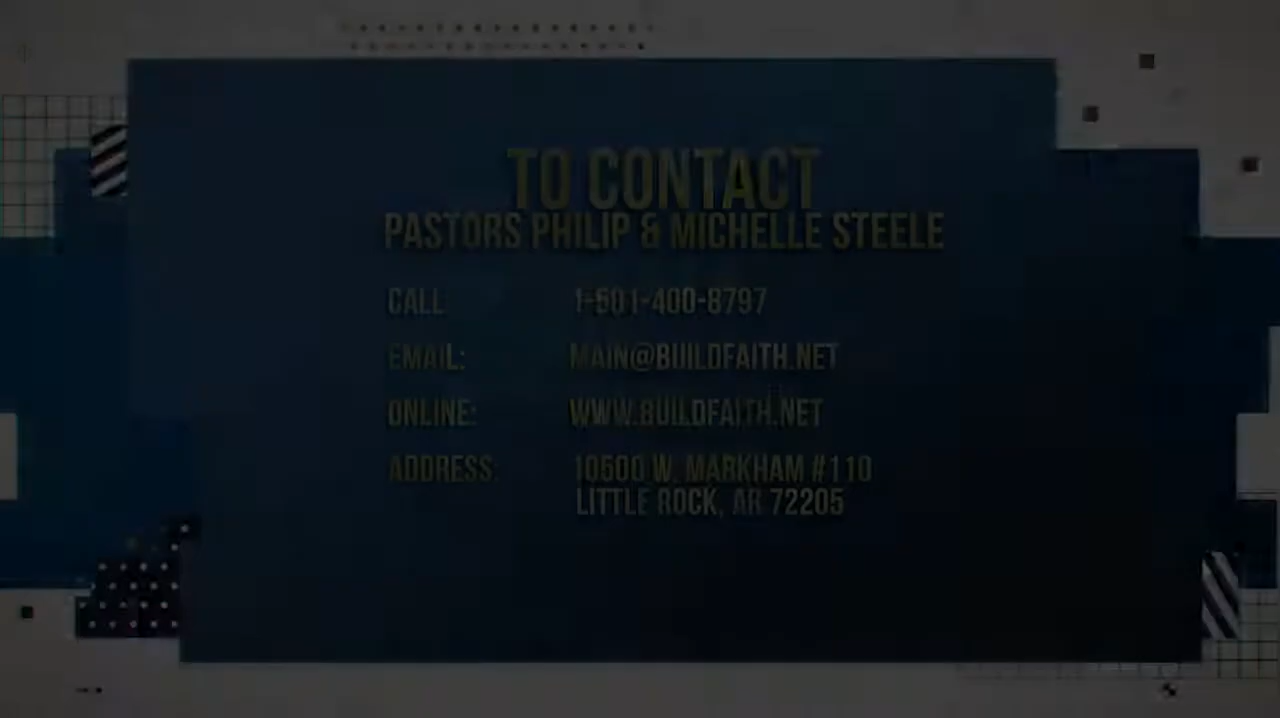 TO CONTACT
PASTORS PHILIP & MICHELLE STEELE
CALL 1-501-400-8797
EMAIL: MAIN@BUILDFAITH.NET
ONLINE: WWW.BUILDFAITH.NET
ADDRESS: 10500 W. MARKHAM #110
LITTLE ROCK, AR 72205